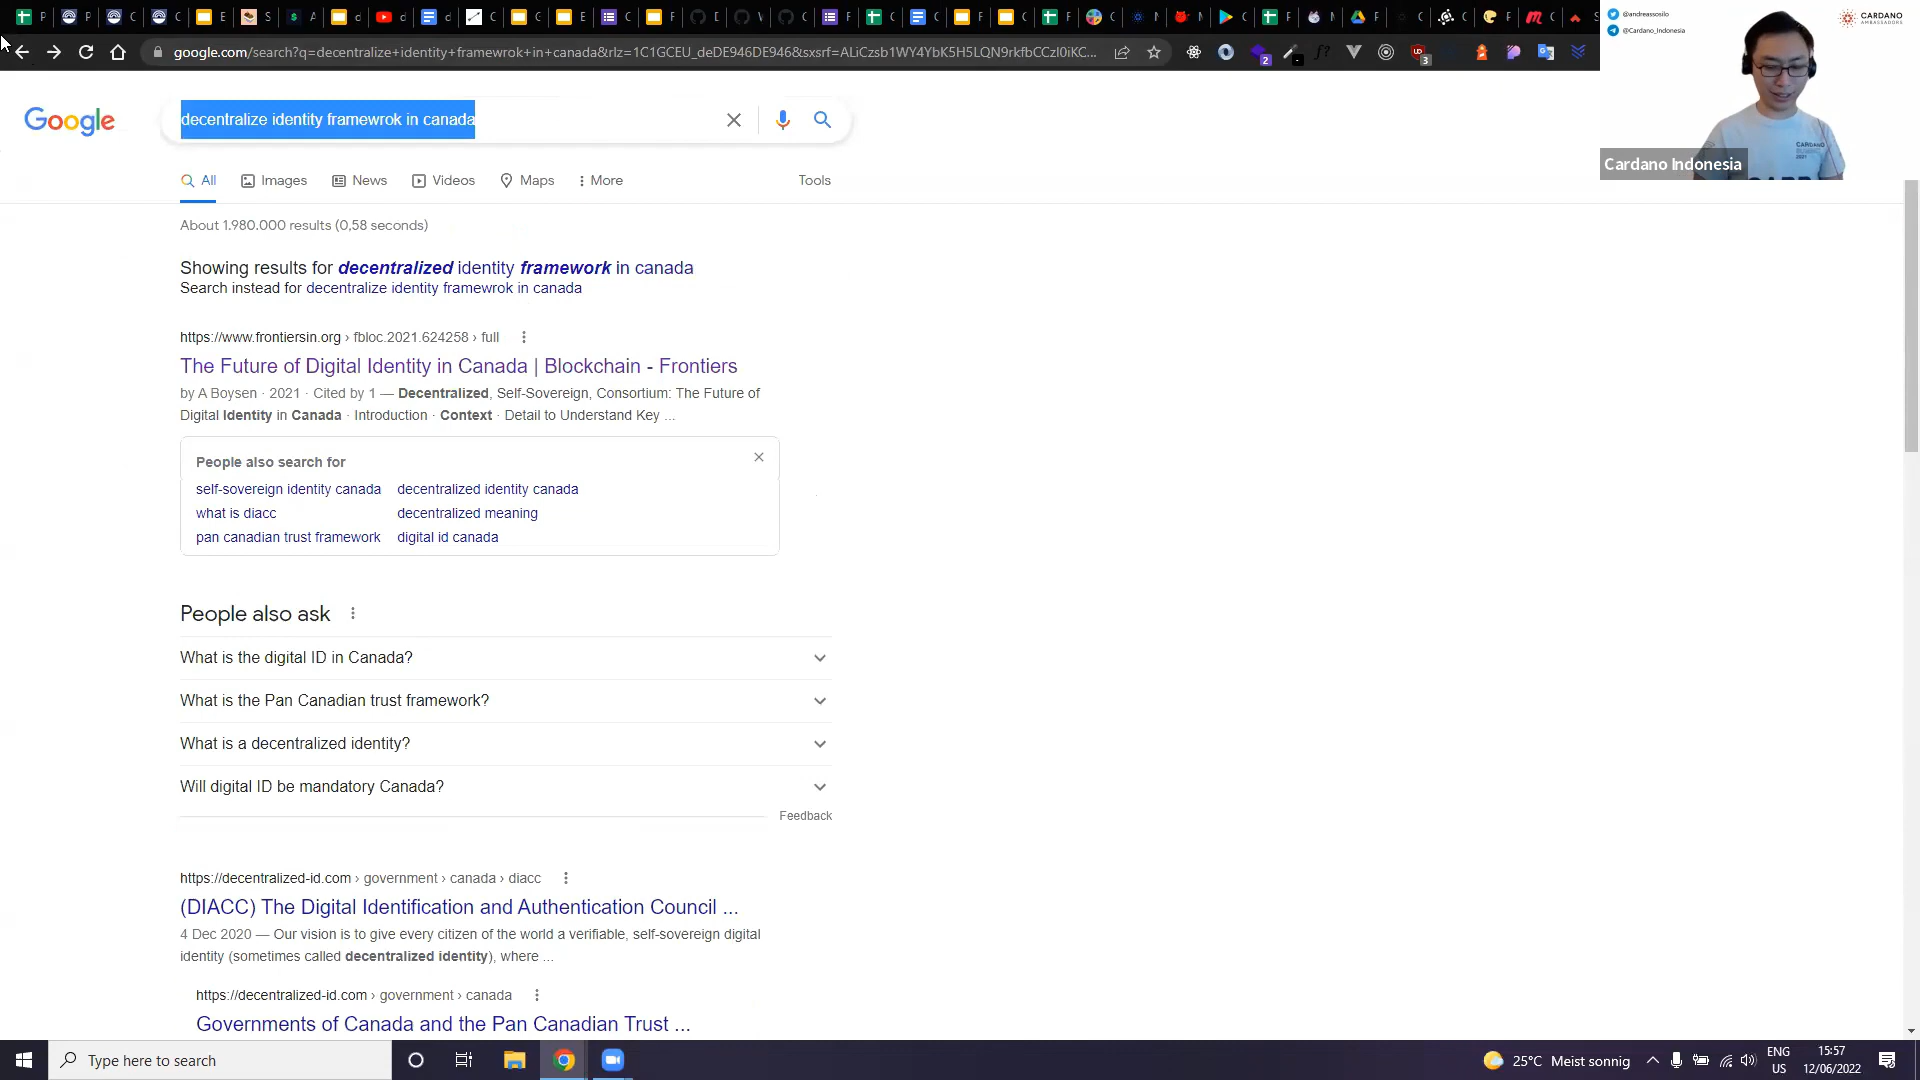 google.com/search?q=decentralize+identity+framewrok+in+canada&rlz=1C1GCEU_deDE946DE946&sxsrf=ALiCzsb1WY4YbK5H5LQN9rkfbCCzl0iKC...
@andreassosilo
@Cardano_Indonesia
CARDANO
AMBASSADORS
Google
decentralize identity framewrok in canada
CARDANO
2021
Cardano Indonesia
All
Images
News
Videos
Maps
More
Tools
About 1.980.000 results (0,58 seconds)
Showing results for decentralized identity framework in canada
Search instead for decentralize identity framewrok in canada
https://www.frontiersin.org › fbloc.2021.624258 › full
The Future of Digital Identity in Canada | Blockchain - Frontiers
by A Boysen · 2021 · Cited by 1 — Decentralized, Self-Sovereign, Consortium: The Future of
Digital Identity in Canada · Introduction · Context · Detail to Understand Key ...
People also search for
self-sovereign identity canada decentralized identity canada
what is diacc decentralized meaning
pan canadian trust framework digital id canada
People also ask
What is the digital ID in Canada?
What is the Pan Canadian trust framework?
What is a decentralized identity?
Will digital ID be mandatory Canada?
Feedback
https://decentralized-id.com › government › canada › diacc
(DIACC) The Digital Identification and Authentication Council ...
4 Dec 2020 — Our vision is to give every citizen of the world a verifiable, self-sovereign digital
identity (sometimes called decentralized identity), where ...
https://decentralized-id.com › government › canada
Governments of Canada and the Pan Canadian Trust ...
Type here to search
25°C Meist sonnig
ENG
US
15:57
12/06/2022